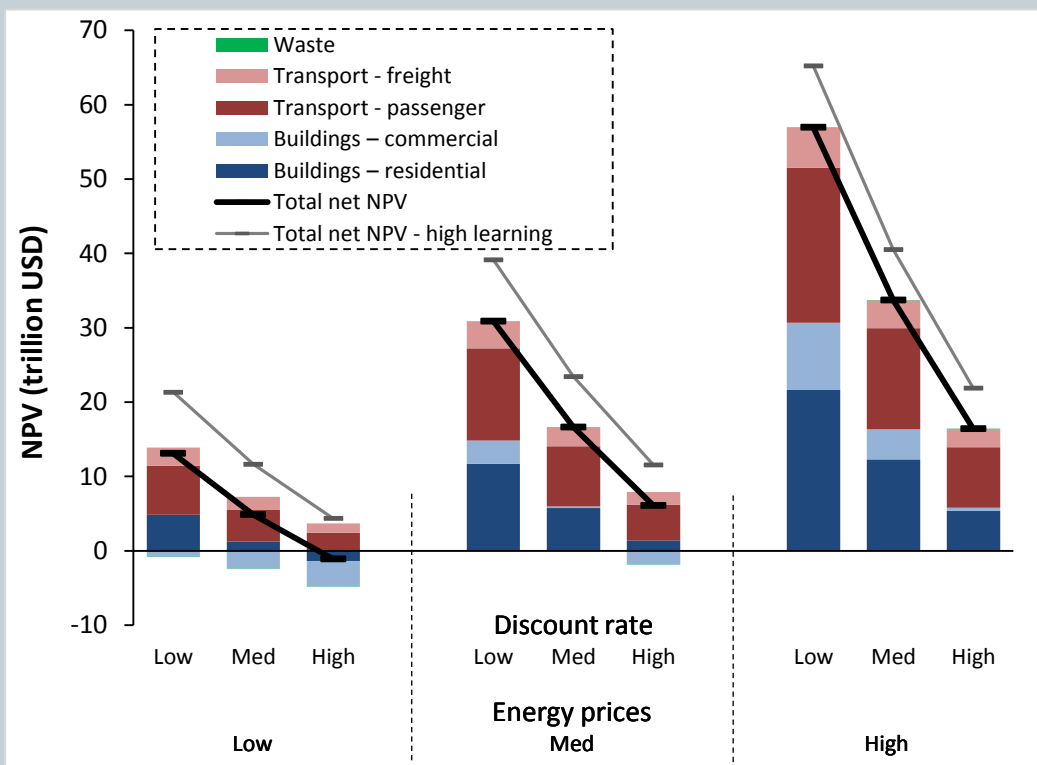 NPV (trillion USD)
70
60
50
40
30
20
10
0
-10
Waste
Transport - freight
Transport - passenger
Buildings – commercial
Buildings – residential
Total net NPV
Total net NPV - high learning
Discount rate
Low Med High Low Med High Low Med High
Energy prices
Low Med High